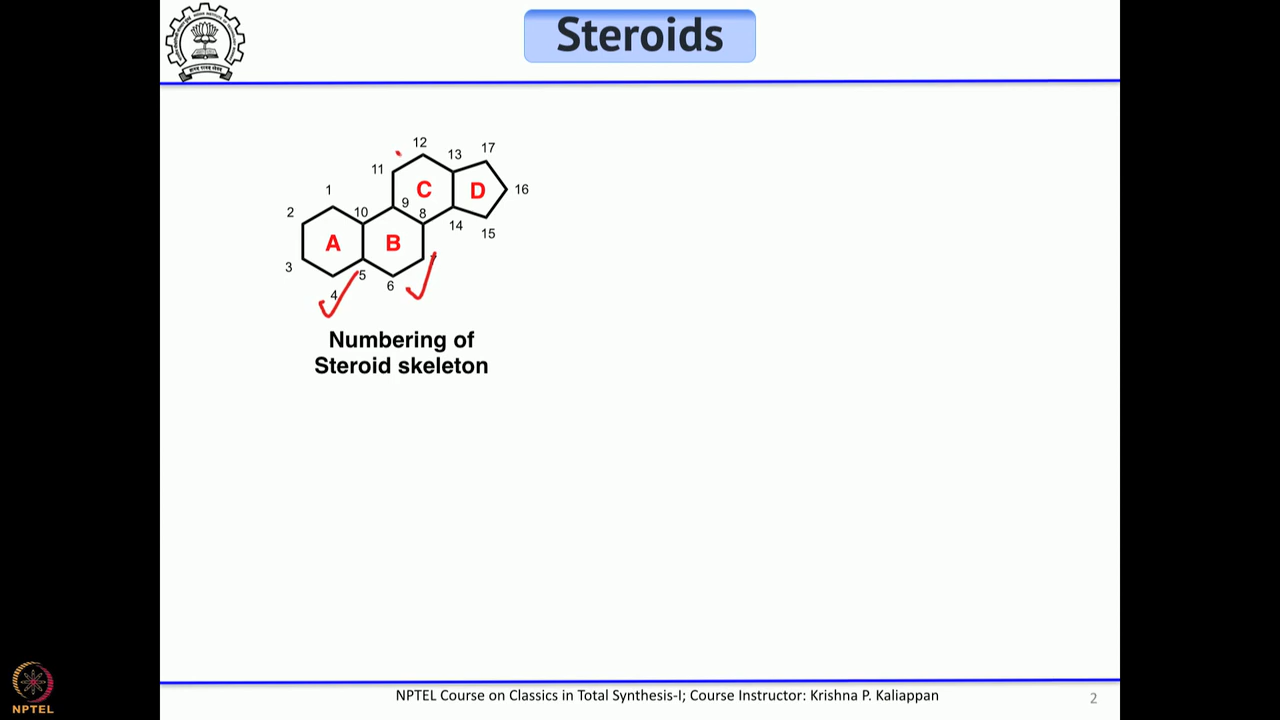 Steroids
12
13
17
11
C
D
16
1
9
2
10
8
14
15
A
B
3
5
7
4
6
Numbering of
Steroid skeleton
NPTEL Course on Classics in Total Synthesis-I; Course Instructor: Krishna P. Kaliappan
2
NPTEL